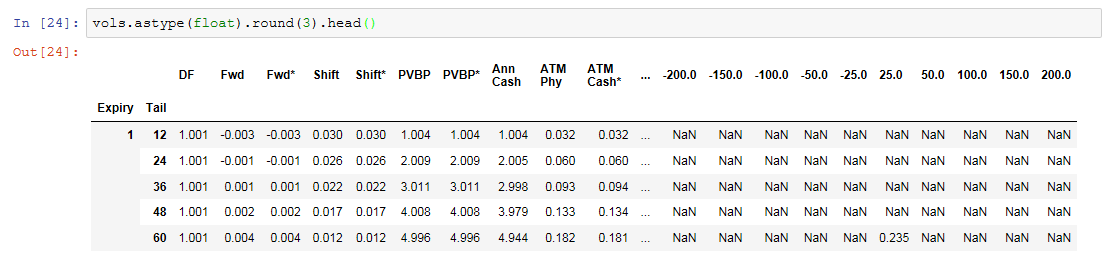 In [24]: vols.astype(float).round(3).head()
Out[24]:
DF Fwd Fwd* Shift Shift* PVBP PVBP* Ann Cash ATM Phy ATM Cash* ... -200.0 -150.0 -100.0 -50.0 -25.0 25.0 50.0 100.0 150.0 200.0
Expiry Tail
1 12 1.001 -0.003 -0.003 0.030 0.030 1.004 1.004 1.004 0.032 0.032 ... NaN NaN NaN NaN NaN NaN NaN NaN NaN NaN
24 1.001 -0.001 -0.001 0.026 0.026 2.009 2.009 2.005 0.060 0.060 ... NaN NaN NaN NaN NaN NaN NaN NaN NaN NaN
36 1.001 0.001 0.001 0.022 0.022 3.011 3.011 2.998 0.093 0.094 ... NaN NaN NaN NaN NaN NaN NaN NaN NaN NaN
48 1.001 0.002 0.002 0.017 0.017 4.008 4.008 3.979 0.133 0.134 ... NaN NaN NaN NaN NaN NaN NaN NaN NaN NaN
60 1.001 0.004 0.004 0.012 0.012 4.996 4.996 4.944 0.182 0.181 ... NaN NaN NaN NaN NaN 0.235 NaN NaN NaN NaN